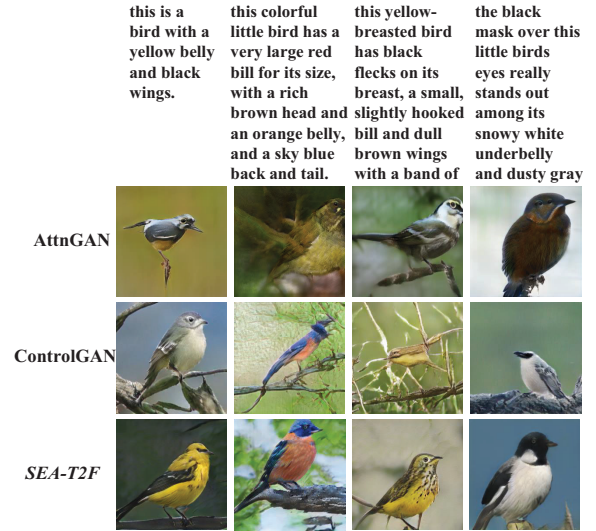 this is a
bird with a
yellow belly
and black
wings.
this colorful
little bird has a
very large red
bill for its size,
with a rich
brown head and
an orange belly,
and a sky blue
back and tail.
this yellow-
breasted bird
has black
flecks on its
breast, a small,
slightly hooked
bill and dull
brown wings
with a band of
the black
mask over this
little birds
eyes really
stands out
among its
snowy white
underbelly
and dusty gray
AttnGAN
ControlGAN
SEA-T2F